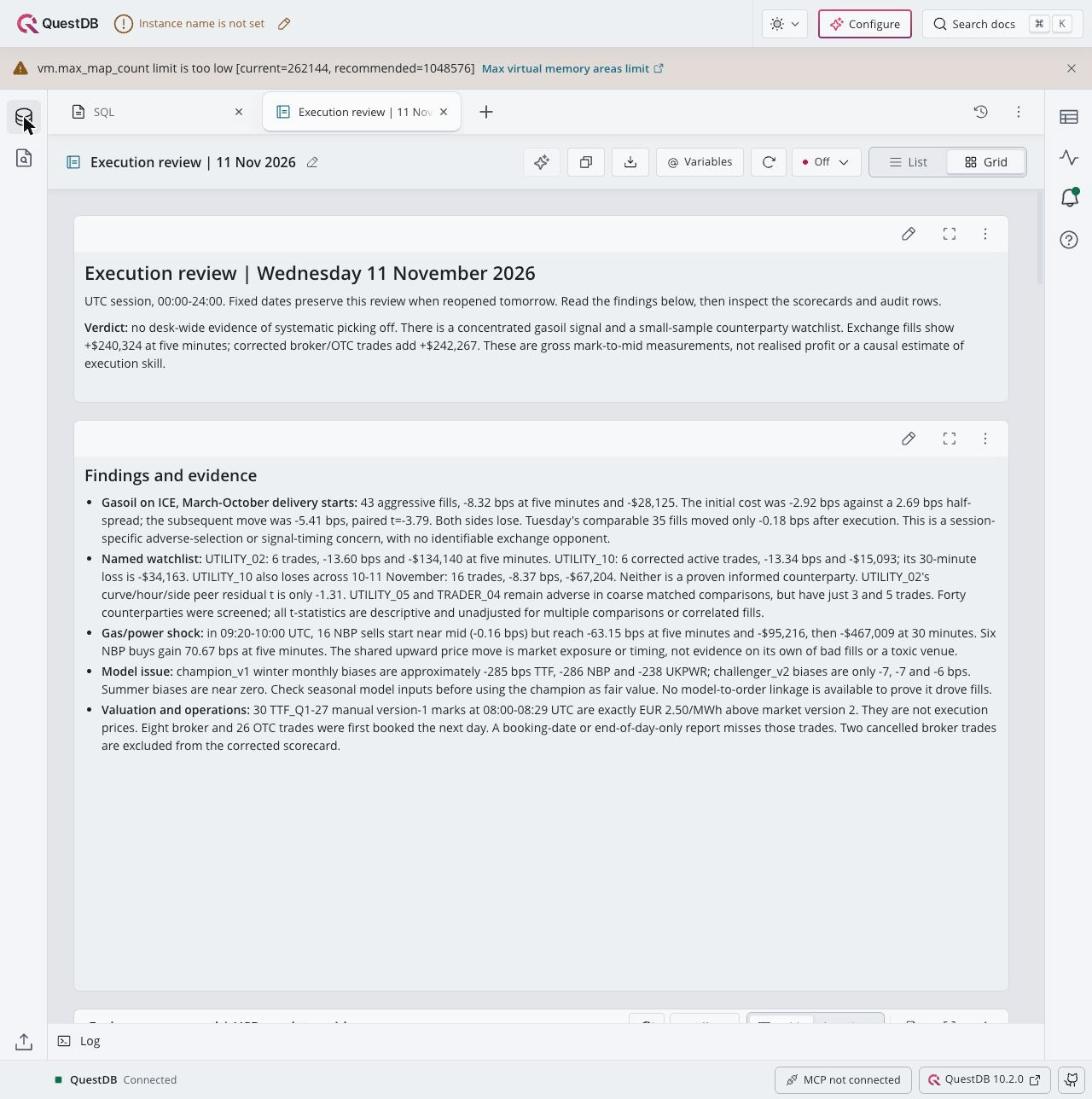 QuestDB
Instance name is not set
Configure
Search docs
⌘
K
vm.max_map_count limit is too low [current=262144, recommended=1048576]
Max virtual memory areas limit
SQL
Execution review | 11 Nov
Execution review | 11 Nov 2026
@ Variables
Off
List
Grid
Execution review | Wednesday 11 November 2026
UTC session, 00:00-24:00. Fixed dates preserve this review when reopened tomorrow. Read the findings below, then inspect the scorecards and audit rows.
Verdict: no desk-wide evidence of systematic picking off. There is a concentrated gasoil signal and a small-sample counterparty watchlist. Exchange fills show
+$240,324 at five minutes; corrected broker/OTC trades add +$242,267. These are gross mark-to-mid measurements, not realised profit or a causal estimate of
execution skill.
Findings and evidence
• Gasoil on ICE, March-October delivery starts: 43 aggressive fills, -8.32 bps at five minutes and -$28,125. The initial cost was -2.92 bps against a 2.69 bps half-
spread; the subsequent move was -5.41 bps, paired t=-3.79. Both sides lose. Tuesday's comparable 35 fills moved only -0.18 bps after execution. This is a session-
specific adverse-selection or signal-timing concern, with no identifiable exchange opponent.
• Named watchlist: UTILITY_02: 6 trades, -13.60 bps and -$134,140 at five minutes. UTILITY_10: 6 corrected active trades, -13.34 bps and -$15,093; its 30-minute
loss is -$34,163. UTILITY_10 also loses across 10-11 November: 16 trades, -8.37 bps, -$67,204. Neither is a proven informed counterparty. UTILITY_02's
curve/hour/side peer residual t is only -1.31. UTILITY_05 and TRADER_04 remain adverse in coarse matched comparisons, but have just 3 and 5 trades. Forty
counterparties were screened; all t-statistics are descriptive and unadjusted for multiple comparisons or correlated fills.
• Gas/power shock: in 09:20-10:00 UTC, 16 NBP sells start near mid (-0.16 bps) but reach -63.15 bps at five minutes and -$95,216, then -$467,009 at 30 minutes. Six
NBP buys gain 70.67 bps at five minutes. The shared upward price move is market exposure or timing, not evidence on its own of bad fills or a toxic venue.
• Model issue: champion_v1 winter monthly biases are approximately -285 bps TTF, -286 NBP and -238 UKPWR; challenger_v2 biases are only -7, -7 and -6 bps.
Summer biases are near zero. Check seasonal model inputs before using the champion as fair value. No model-to-order linkage is available to prove it drove fills.
• Valuation and operations: 30 TTF_Q1-27 manual version-1 marks at 08:00-08:29 UTC are exactly EUR 2.50/MWh above market version 2. They are not execution
prices. Eight broker and 26 OTC trades were first booked the next day. A booking-date or end-of-day-only report misses those trades. Two cancelled broker trades
are excluded from the corrected scorecard.
Log
QuestDB Connected
MCP not connected
QuestDB 10.2.0